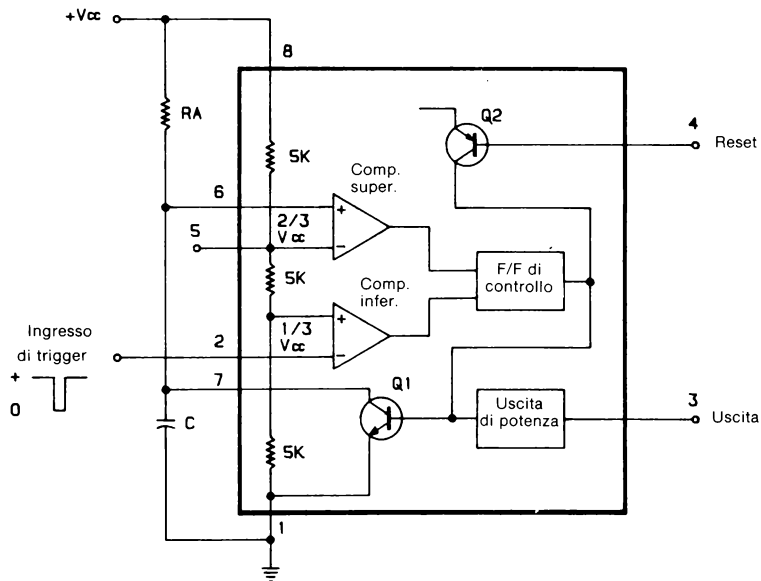 +Vcc
8
RA
Q2
4
Reset
5K
Comp.
super.
6
+
2/3
Vcc
−
5
5K
F/F di
controllo
Comp.
infer.
Ingresso
di trigger
+
1/3
Vcc
−
2
+
0
7
Q1
C
Uscita
di potenza
3
Uscita
5K
1